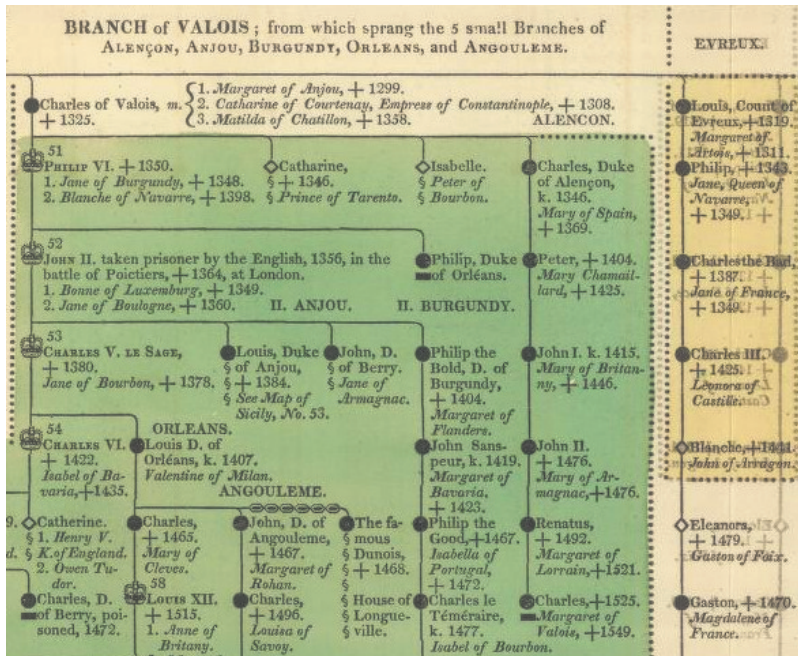 BRANCH of VALOIS; from which sprang the 5 small Branches of
ALENÇON, ANJOU, BURGUNDY, ORLEANS, and ANGOULEME.
EVREUX.
Charles of Valois, m.
+ 1325.
1. Margaret of Anjou, + 1299.
2. Catharine of Courtenay, Empress of Constantinople, + 1308.
3. Matilda of Chatillon, + 1358.
ALENCON.
Louis, Count of
Evreux, +1319.
Margaret of
Artois, +1311.
51
PHILIP VI. + 1350.
1. Jane of Burgundy, + 1348.
2. Blanche of Navarre, + 1398.
Catharine,
§ + 1346.
§ Prince of Tarento.
Isabelle.
§ Peter of
§ Bourbon.
Charles, Duke
of Alençon,
k. 1346.
Mary of Spain,
+ 1369.
Philip, +1343.
Jane, Queen of
Navarre,
+ 1349.
52
JOHN II. taken prisoner by the English, 1356, in the
battle of Poictiers, + 1364, at London.
1. Bonne of Luxemburg, + 1349.
2. Jane of Boulogne, + 1360.
Philip, Duke
of Orléans.
Peter, + 1404.
Mary Chamail-
lard, + 1425.
Charles the Bad,
+ 1387.
Jane of France,
+ 1349.
II. ANJOU.
II. BURGUNDY.
53
CHARLES V. LE SAGE,
+ 1380.
Jane of Bourbon, + 1378.
Louis, Duke
§ of Anjou,
§ + 1384.
§ See Map of
Sicily, No. 53.
John, D.
§ of Berry.
§ Jane of
§ Armagnac.
Philip the
Bold, D. of
Burgundy,
+ 1404.
Margaret of
Flanders.
John I. k. 1415.
Mary of Britan-
ny, + 1446.
Charles III.
+ 1425.
Leonora of
Castille.
54
CHARLES VI.
+ 1422.
Isabel of Ba-
varia, +1435.
ORLEANS.
Louis D. of
Orléans, k. 1407.
Valentine of Milan.
John Sans-
peur, k. 1419.
Margaret of
Bavaria.
+ 1423.
John II.
+ 1476.
Mary of Ar-
magnac, +1476.
Blanche, +1441.
John of Arragon.
ANGOULEME.
9.
d.
Catherine.
§ 1. Henry V.
§ K. of England.
2. Owen Tu-
dor.
Charles,
+ 1465.
Mary of
Cleves.
John, D. of
Angouleme,
+ 1467.
Margaret of
Rohan.
The fa-
§ mous
§ Dunois,
§ + 1468.
§
§
Philip the
Good, +1467.
Isabella of
Portugal,
+ 1472.
Renatus,
+ 1492.
Margaret of
Lorrain, +1521.
Eleanora,
+ 1479.
Gaston of Foix.
Charles, D.
of Berry, poi-
soned, 1472.
58
LOUIS XII.
+ 1515.
1. Anne of
Britany.
Charles,
+ 1496.
Louisa of
Savoy.
§ House of
§ Longue-
§ ville.
Charles le
Téméraire,
k. 1477.
Isabel of Bourbon.
Charles, +1525.
Margaret of
Valois, +1549.
Gaston, + 1470.
Magdalene of
France.